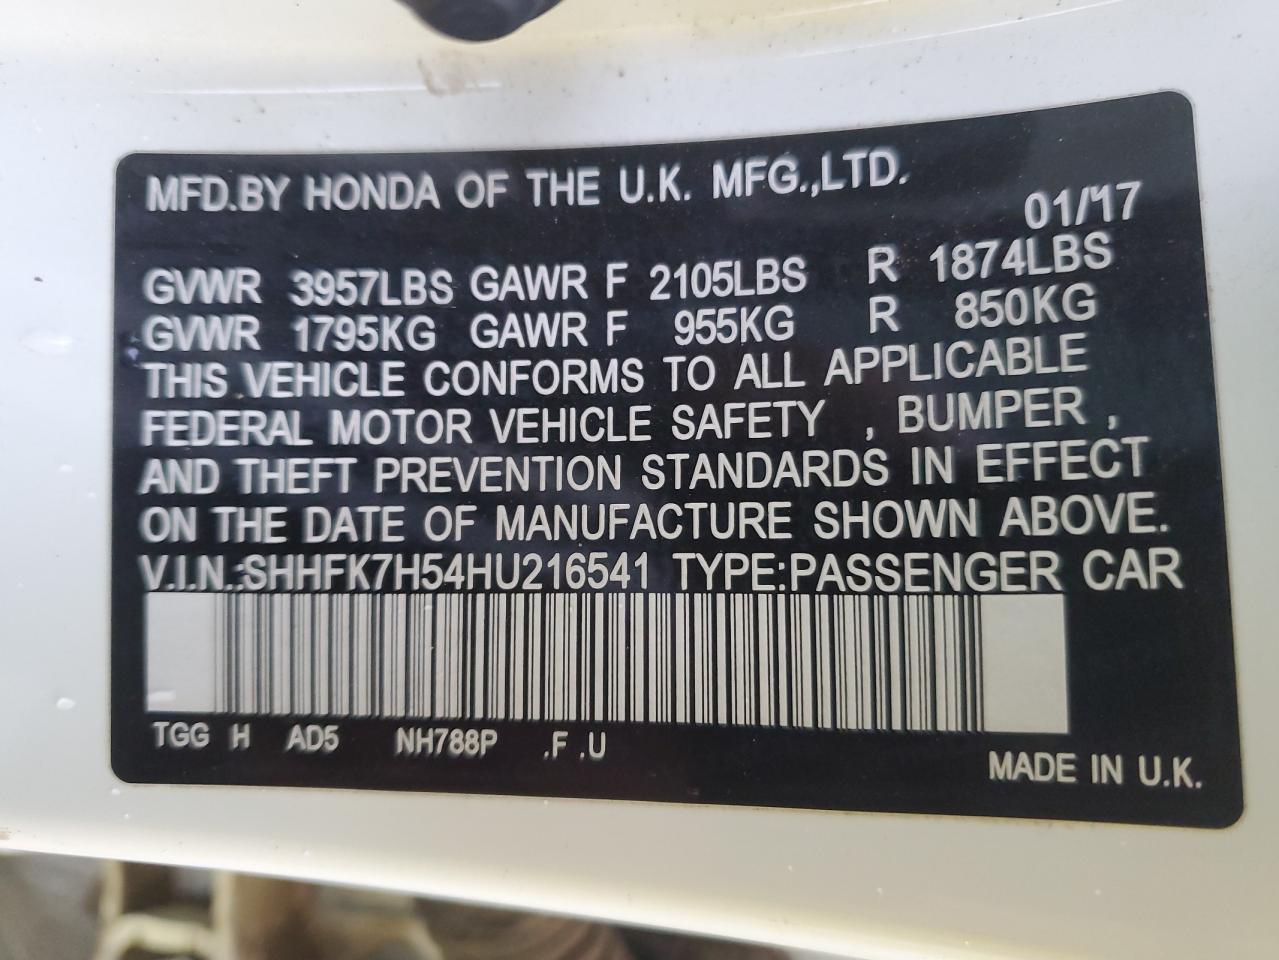 MFD.BY HONDA OF THE U.K. MFG.,LTD.
01/'17
GVWR 3957LBS GAWR F 2105LBS R 1874LBS
GVWR 1795KG GAWR F 955KG R 850KG
THIS VEHICLE CONFORMS TO ALL APPLICABLE
FEDERAL MOTOR VEHICLE SAFETY , BUMPER ,
AND THEFT PREVENTION STANDARDS IN EFFECT
ON THE DATE OF MANUFACTURE SHOWN ABOVE.
V.I.N.:SHHFK7H54HU216541 TYPE:PASSENGER CAR
TGG H AD5 NH788P .F .U
MADE IN U.K.